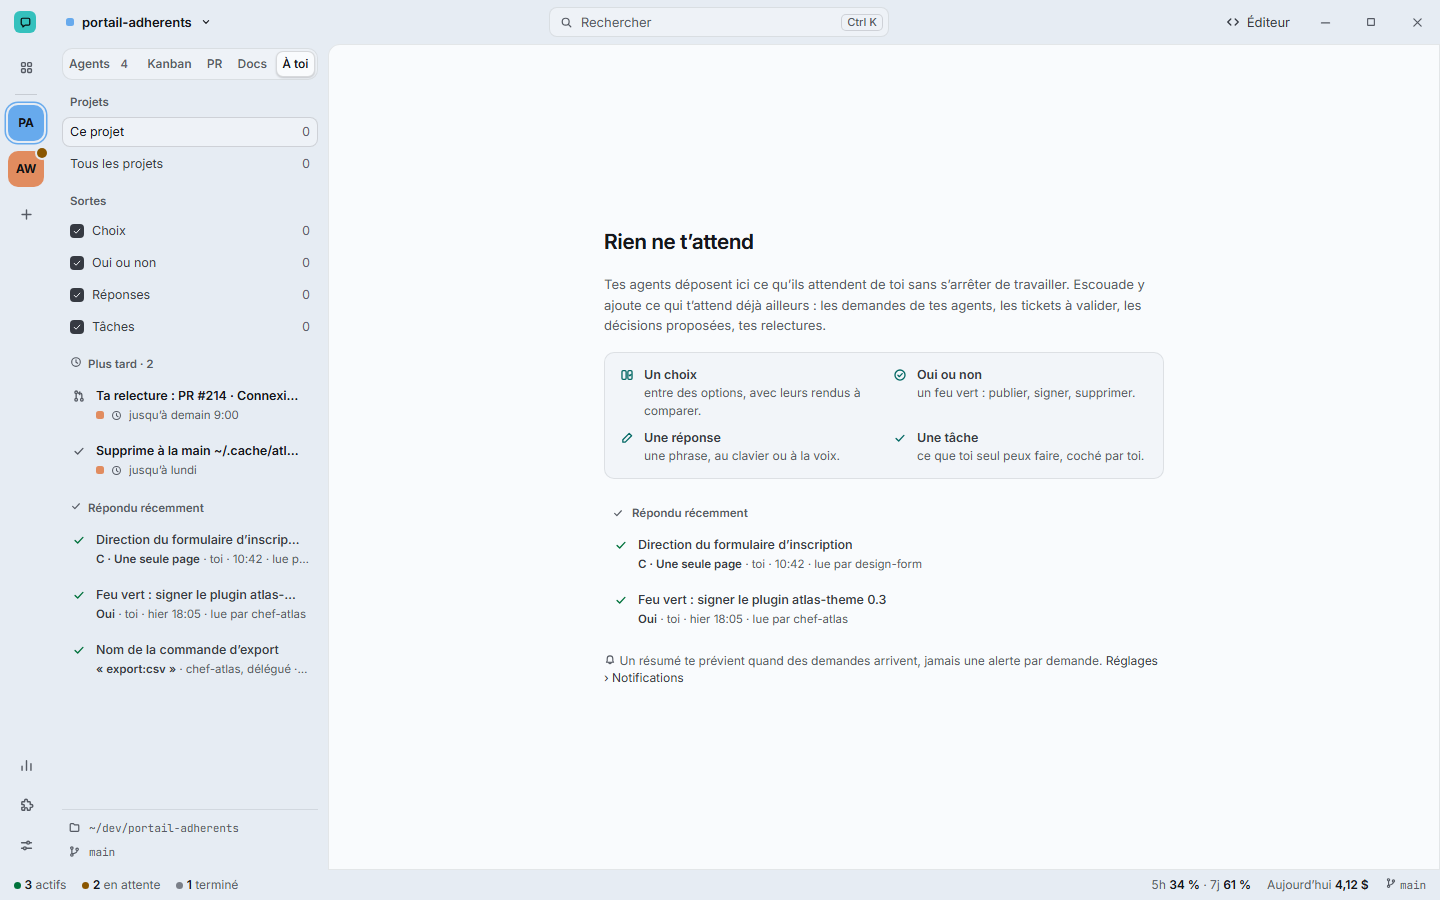 portail-adherents
Rechercher
Ctrl K
Éditeur
Agents 4 Kanban PR Docs À toi
PA
AW
Projets
Ce projet 0
Tous les projets 0
Sortes
Choix 0
Oui ou non 0
Réponses 0
Tâches 0
Plus tard · 2
Ta relecture : PR #214 · Connexi…
jusqu’à demain 9:00
Supprime à la main ~/.cache/atl…
jusqu’à lundi
Répondu récemment
Direction du formulaire d’inscrip…
C · Une seule page · toi · 10:42 · lue p…
Feu vert : signer le plugin atlas-…
Oui · toi · hier 18:05 · lue par chef-atlas
Nom de la commande d’export
« export:csv » · chef-atlas, délégué ·…
~/dev/portail-adherents
main
Rien ne t’attend
Tes agents déposent ici ce qu’ils attendent de toi sans s’arrêter de travailler. Escouade y
ajoute ce qui t’attend déjà ailleurs : les demandes de tes agents, les tickets à valider, les
décisions proposées, tes relectures.
Un choix
entre des options, avec leurs rendus à
comparer.
Oui ou non
un feu vert : publier, signer, supprimer.
Une réponse
une phrase, au clavier ou à la voix.
Une tâche
ce que toi seul peux faire, coché par toi.
Répondu récemment
Direction du formulaire d’inscription
C · Une seule page · toi · 10:42 · lue par design-form
Feu vert : signer le plugin atlas-theme 0.3
Oui · toi · hier 18:05 · lue par chef-atlas
Un résumé te prévient quand des demandes arrivent, jamais une alerte par demande. Réglages
› Notifications
3 actifs 2 en attente 1 terminé
5h 34 % · 7j 61 % Aujourd’hui 4,12 $ main